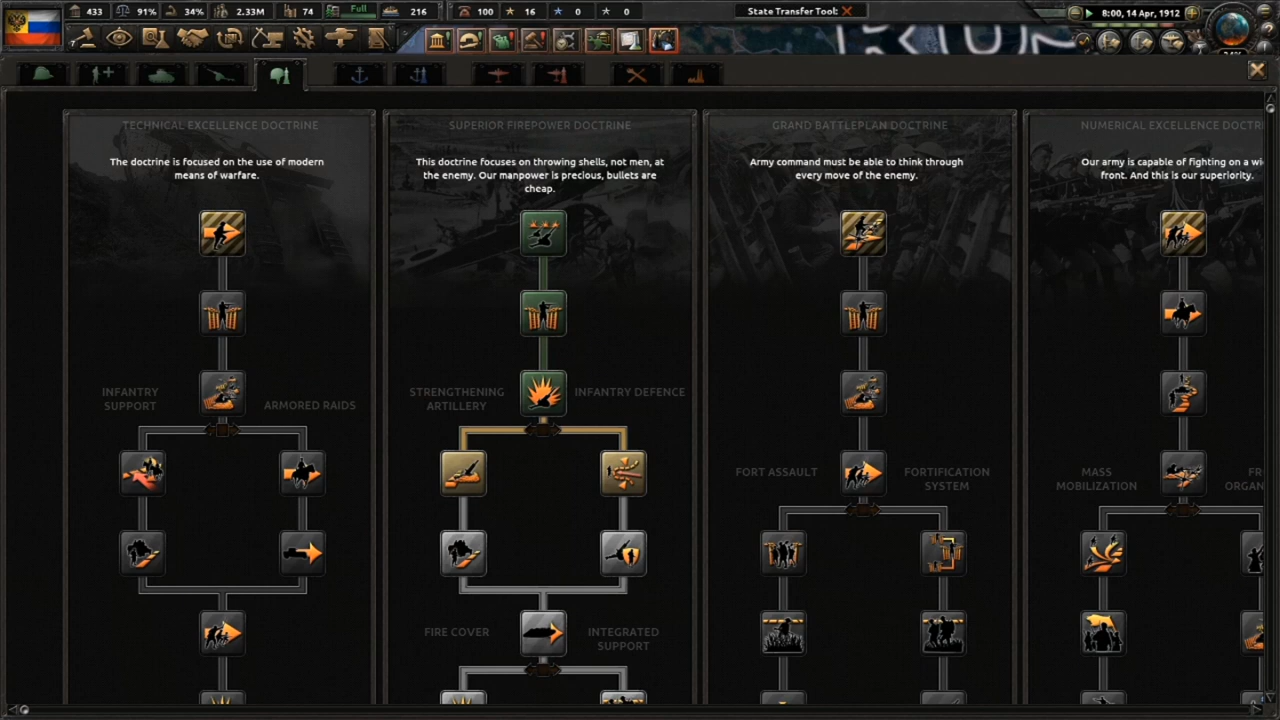 433 91% 34% 2.33M 74 Full 216 100 16 0 0 State Transfer Tool: 8:00, 14 Apr, 1912
TECHNICAL EXCELLENCE DOCTRINE
The doctrine is focused on the use of modern
means of warfare.
INFANTRY
SUPPORT
ARMORED RAIDS
SUPERIOR FIREPOWER DOCTRINE
This doctrine focuses on throwing shells, not men, at
the enemy. Our manpower is precious, bullets are
cheap.
STRENGTHENING
ARTILLERY
INFANTRY DEFENCE
FIRE COVER
INTEGRATED
SUPPORT
GRAND BATTLEPLAN DOCTRINE
Army command must be able to think through
every move of the enemy.
FORT ASSAULT
FORTIFICATION
SYSTEM
NUMERICAL EXCELLENCE DOCTRI
Our army is capable of fighting on a wi
front. And this is our superiority.
MASS
MOBILIZATION
FR
ORGAN